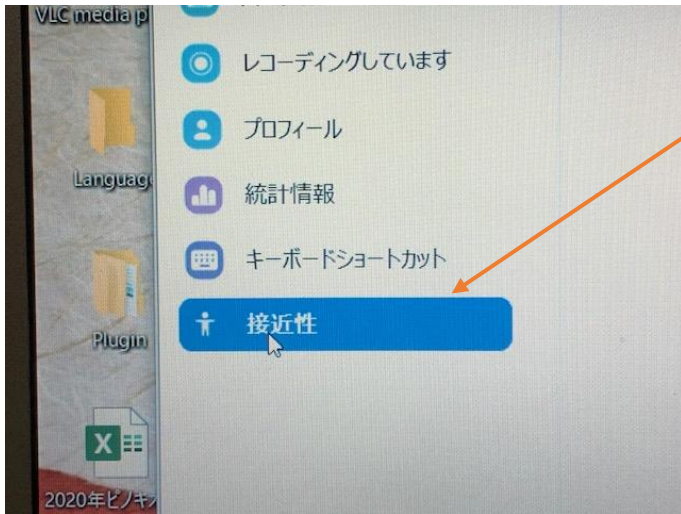 VLC media p
レコーディングしています
プロフィール
Language
統計情報
キーボードショートカット
接近性
Plugin
2020年ピノキオ